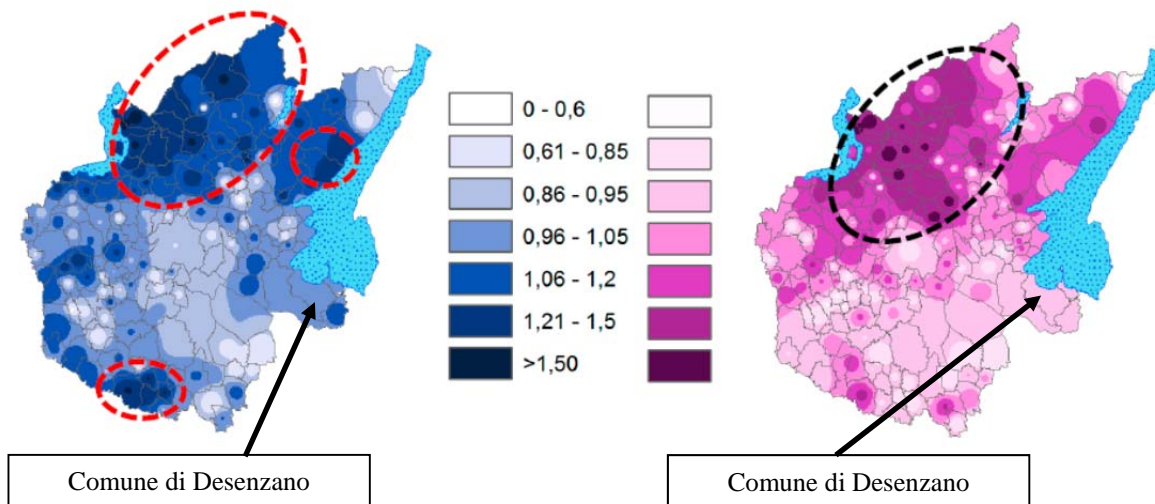 0 - 0,6
0,61 - 0,85
0,86 - 0,95
0,96 - 1,05
1,06 - 1,2
1,21 - 1,5
>1,50
Comune di Desenzano
Comune di Desenzano